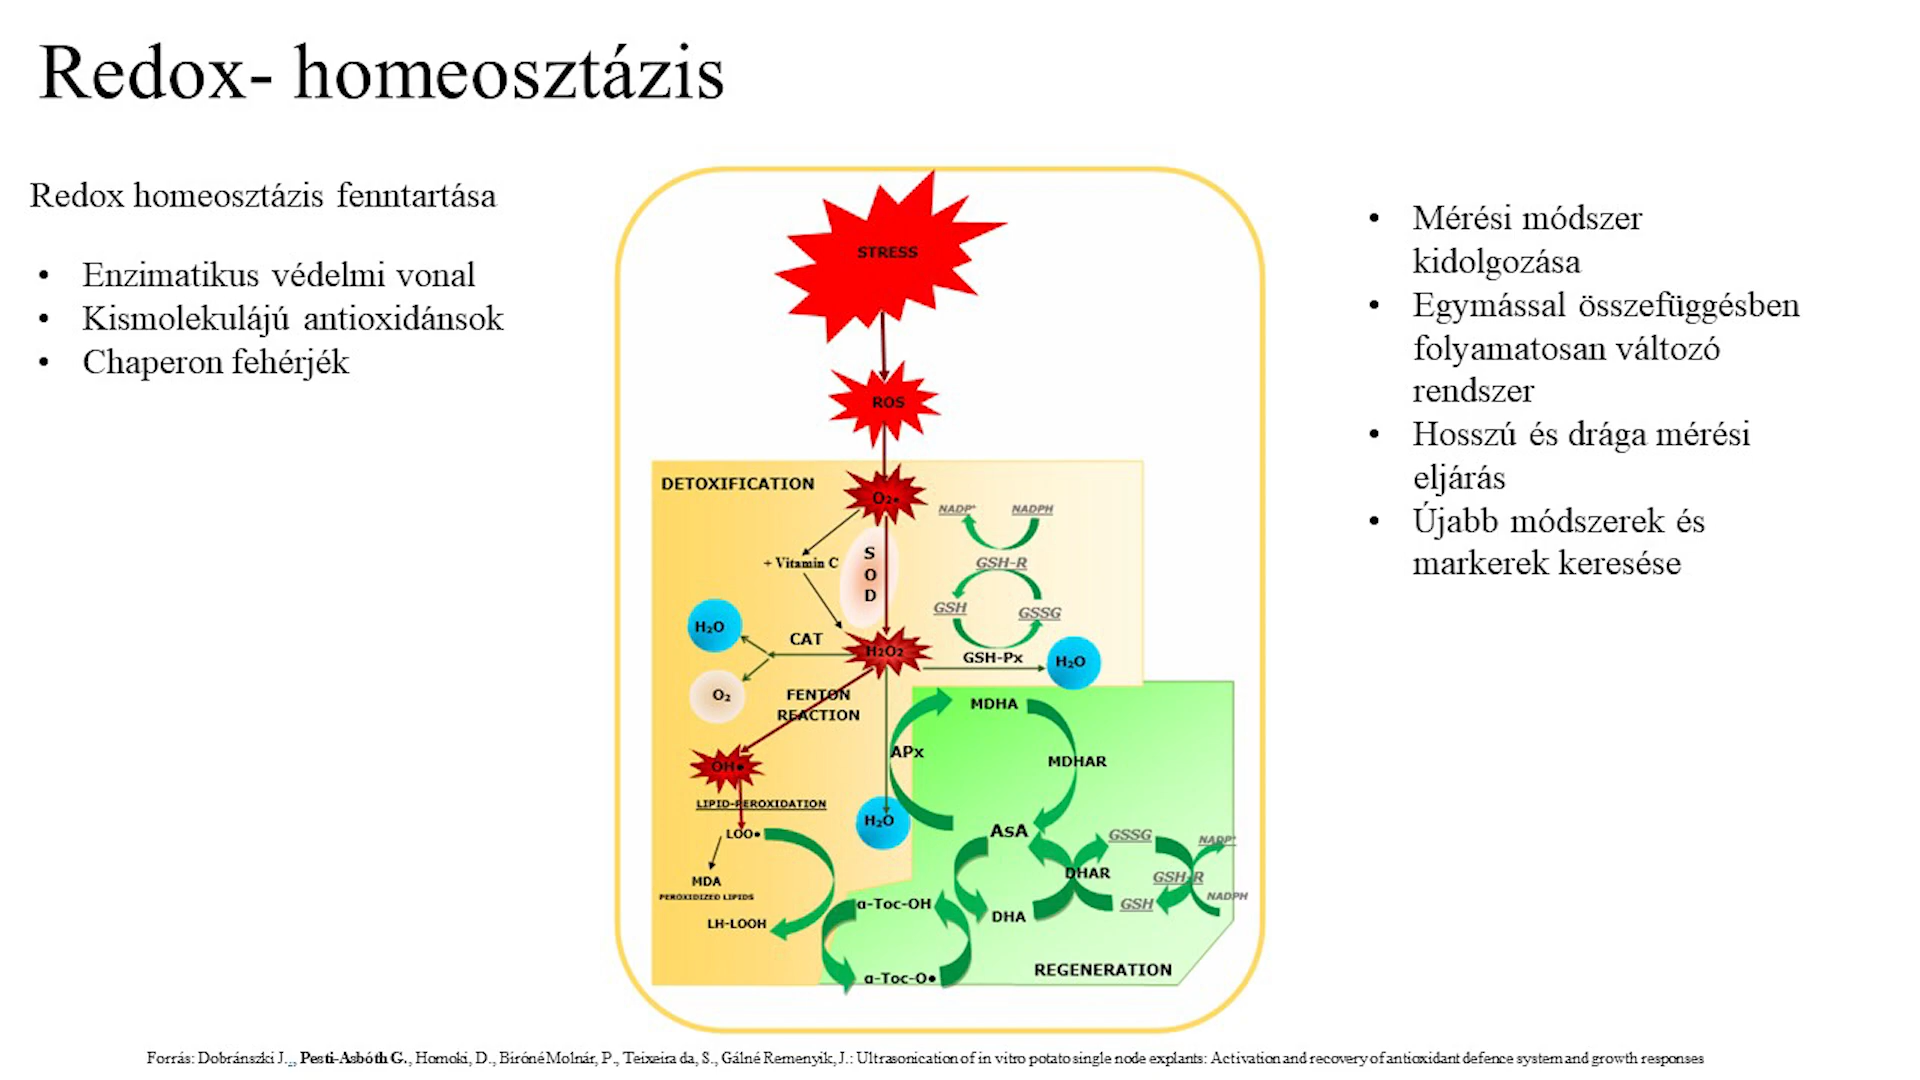 Redox- homeosztázis
Redox homeosztázis fenntartása
• Enzimatikus védelmi vonal
• Kismolekulájú antioxidánsok
• Chaperon fehérjék
STRESS
ROS
DETOXIFICATION
O₂•
NADP⁺ NADPH
+ Vitamin C
S
O
D
GSH-R
GSH GSSG
H₂O
CAT
H₂O₂
GSH-Px
H₂O
O₂
FENTON
REACTION
MDHA
APx
MDHAR
OH•
LIPID-PEROXIDATION
LOO•
H₂O
AsA
GSSG
NADP⁺
MDA
PEROXIDIZED LIPIDS
DHAR
GSH-R
NADPH
α-Toc-OH
GSH
LH-LOOH
DHA
α-Toc-O•
REGENERATION
• Mérési módszer
kidolgozása
• Egymással összefüggésben
folyamatosan változó
rendszer
• Hosszú és drága mérési
eljárás
• Újabb módszerek és
markerek keresése
Forrás: Dobránszki J.,, Pesti-Asbóth G., Homoki, D., Biróné Molnár, P., Teixeira da, S., Gálné Remenyik, J.: Ultrasonication of in vitro potato single node explants: Activation and recovery of antioxidant defence system and growth responses